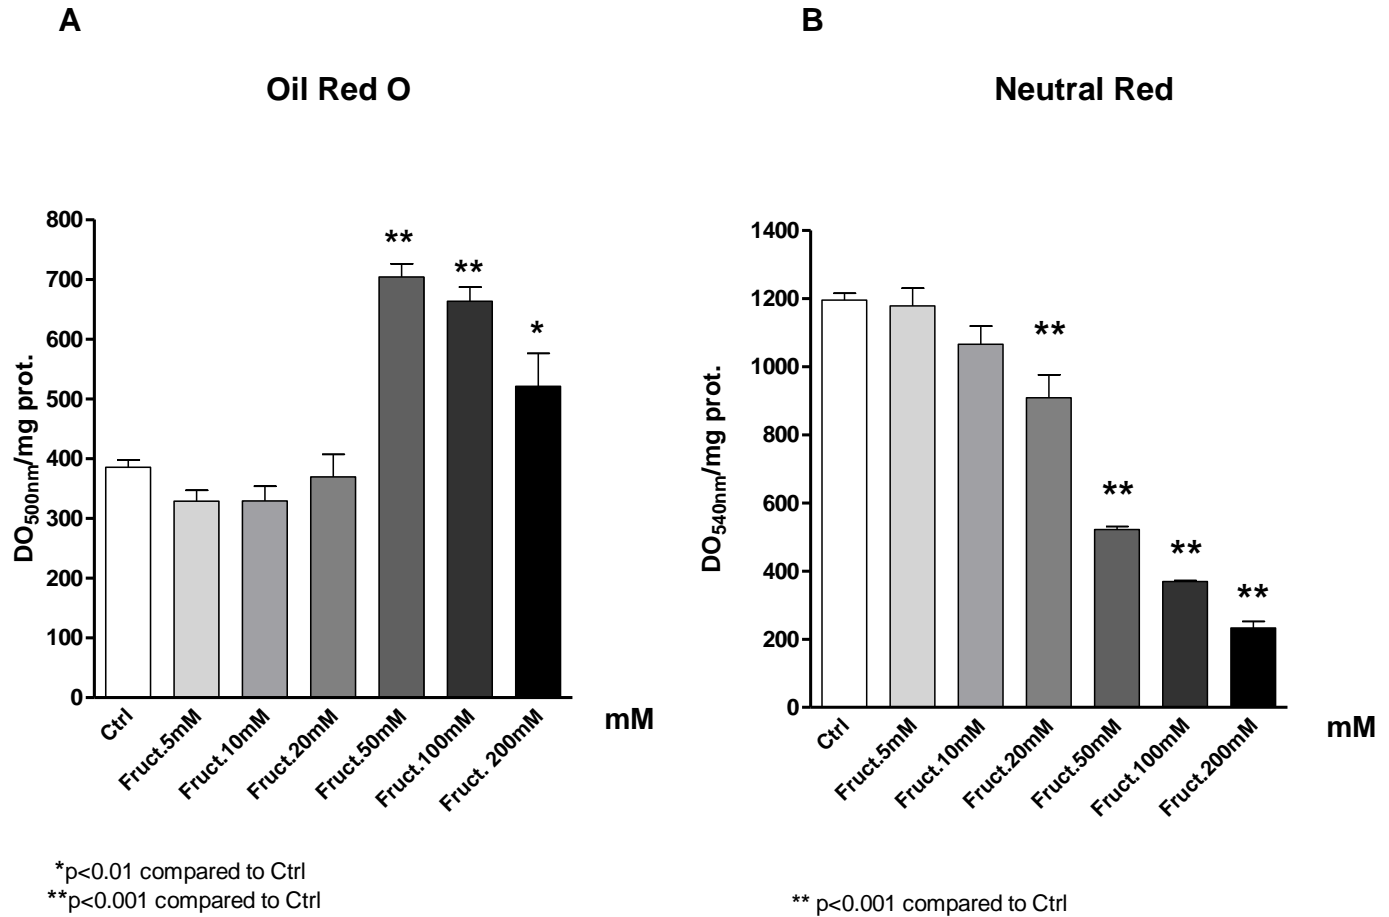 A
B
Oil Red O
Neutral Red
DO500nm/mg prot.
800
700
600
500
400
300
200
100
0
**
**
*
Ctrl
Fruct.5mM
Fruct.10mM
Fruct.20mM
Fruct.50mM
Fruct.100mM
Fruct. 200mM
mM
*p<0.01 compared to Ctrl
**p<0.001 compared to Ctrl
DO540nm/mg prot.
1400
1200
1000
800
600
400
200
0
**
**
**
**
Ctrl
Fruct.5mM
Fruct.10mM
Fruct.20mM
Fruct.50mM
Fruct.100mM
Fruct.200mM
mM
** p<0.001 compared to Ctrl